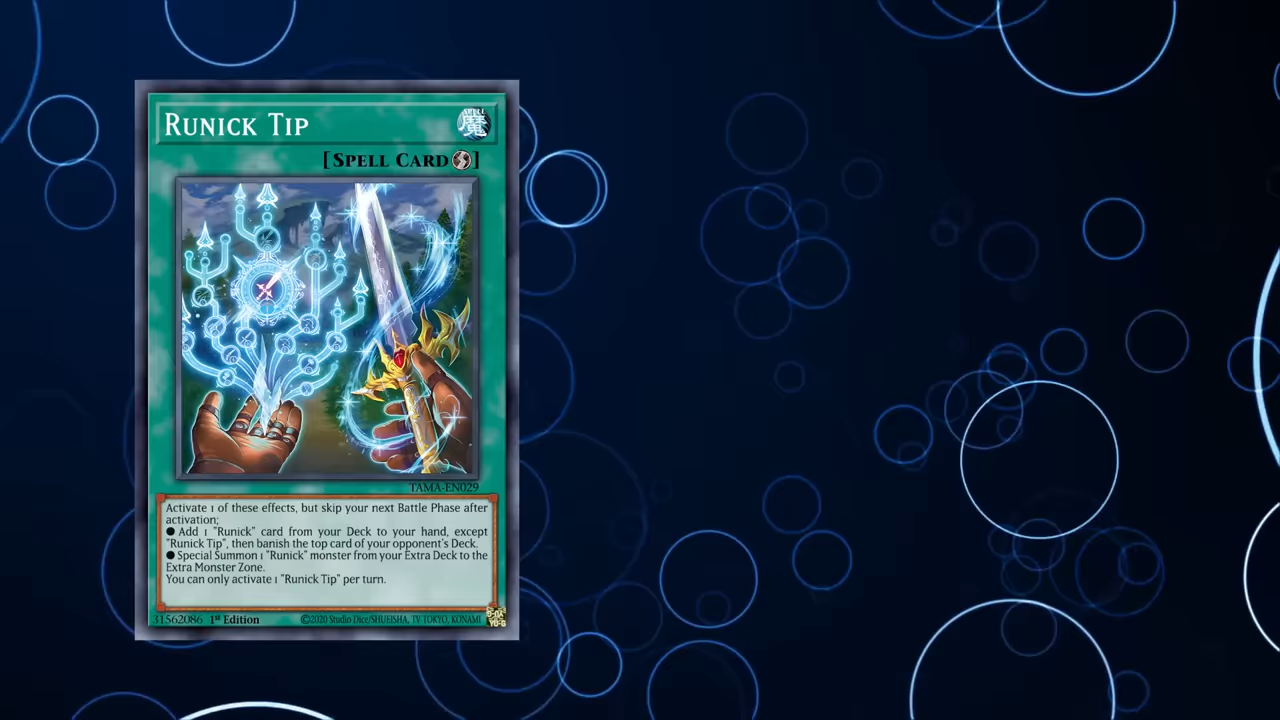 RUNICK TIP
SPELL
魔
[SPELL CARD]
TAMA-EN029
Activate 1 of these effects, but skip your next Battle Phase after
activation;
● Add 1 "Runick" card from your Deck to your hand, except
"Runick Tip", then banish the top card of your opponent's Deck.
● Special Summon 1 "Runick" monster from your Extra Deck to the
Extra Monster Zone.
You can only activate 1 "Runick Tip" per turn.
31562086 1st Edition ©2020 Studio Dice/SHUEISHA, TV TOKYO, KONAMI